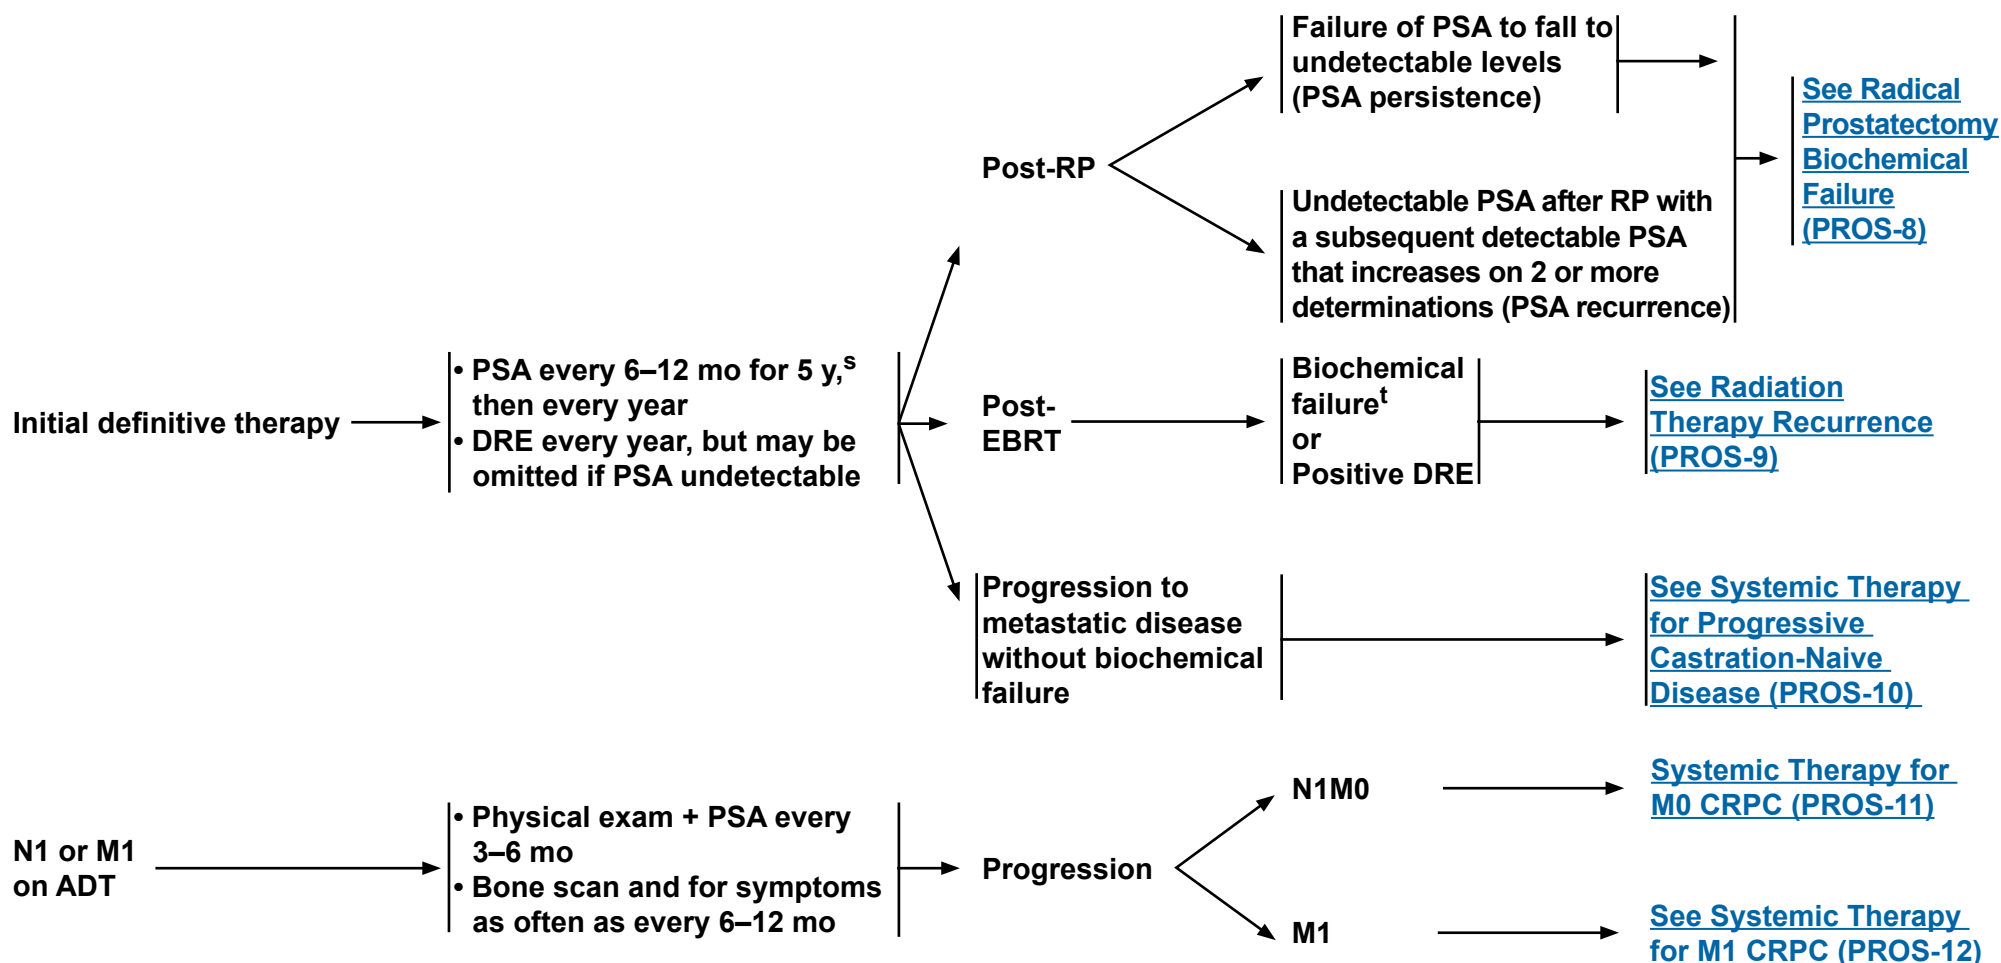 Initial definitive therapy
• PSA every 6–12 mo for 5 y,s
then every year
• DRE every year, but may be
omitted if PSA undetectable
Post-RP
Failure of PSA to fall to
undetectable levels
(PSA persistence)
Undetectable PSA after RP with
a subsequent detectable PSA
that increases on 2 or more
determinations (PSA recurrence)
See Radical
Prostatectomy
Biochemical
Failure
(PROS-8)
Post-
EBRT
Biochemical
failuret
or
Positive DRE
See Radiation
Therapy Recurrence
(PROS-9)
Progression to
metastatic disease
without biochemical
failure
See Systemic Therapy
for Progressive
Castration-Naive
Disease (PROS-10)
N1 or M1
on ADT
• Physical exam + PSA every
3–6 mo
• Bone scan and for symptoms
as often as every 6–12 mo
Progression
N1M0
Systemic Therapy for
M0 CRPC (PROS-11)
M1
See Systemic Therapy
for M1 CRPC (PROS-12)